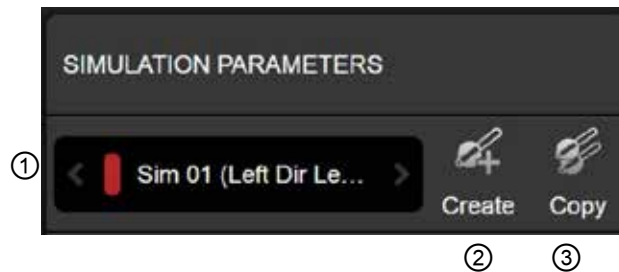 SIMULATION PARAMETERS
① < Sim 01 (Left Dir Le... >
Create Copy
② ③